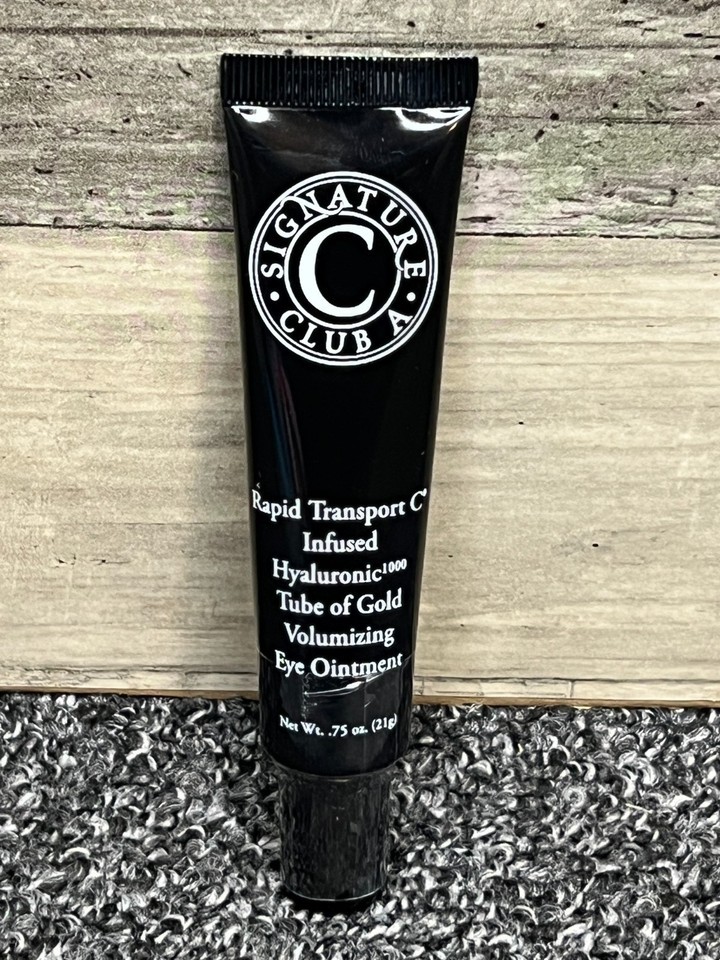 SIGNATURE
C
CLUB A
Rapid Transport C®
Infused
Hyaluronic¹⁰⁰⁰
Tube of Gold
Volumizing
Eye Ointment
Net Wt. .75 oz. (21g)